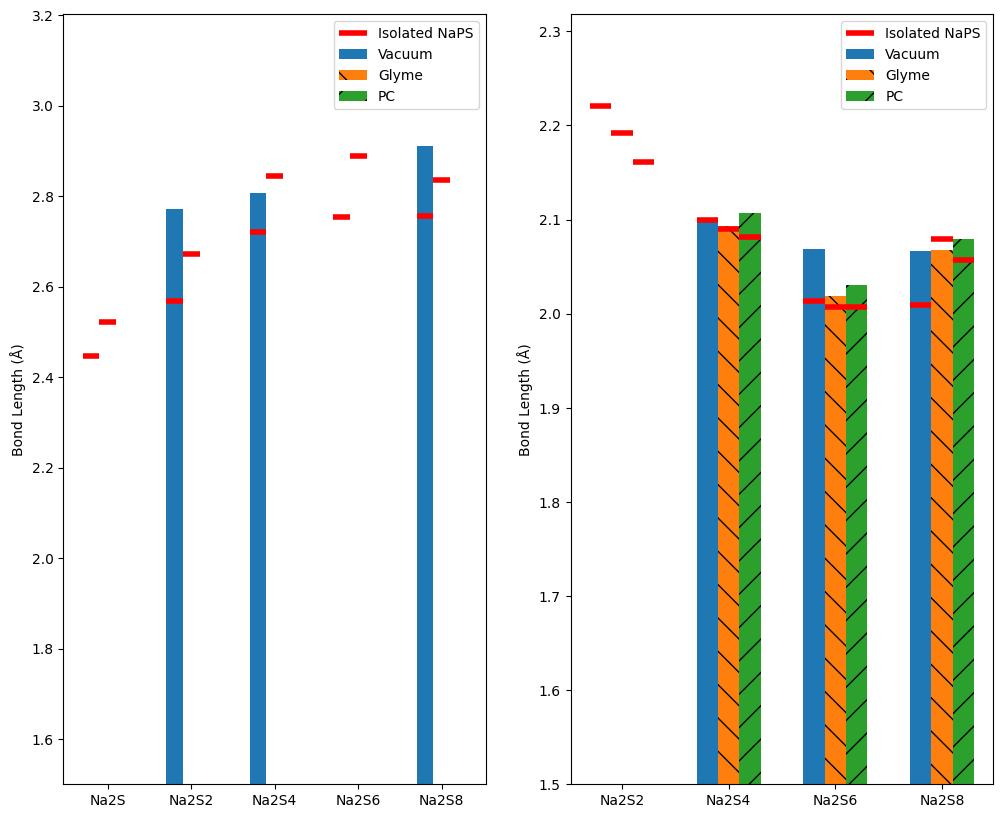 3.2
3.0
2.8
2.6
2.4
2.2
2.0
1.8
1.6
Bond Length (Å)
Na2S Na2S2 Na2S4 Na2S6 Na2S8
Isolated NaPS
Vacuum
Glyme
PC
2.3
2.2
2.1
2.0
1.9
1.8
1.7
1.6
1.5
Bond Length (Å)
Na2S2 Na2S4 Na2S6 Na2S8
Isolated NaPS
Vacuum
Glyme
PC